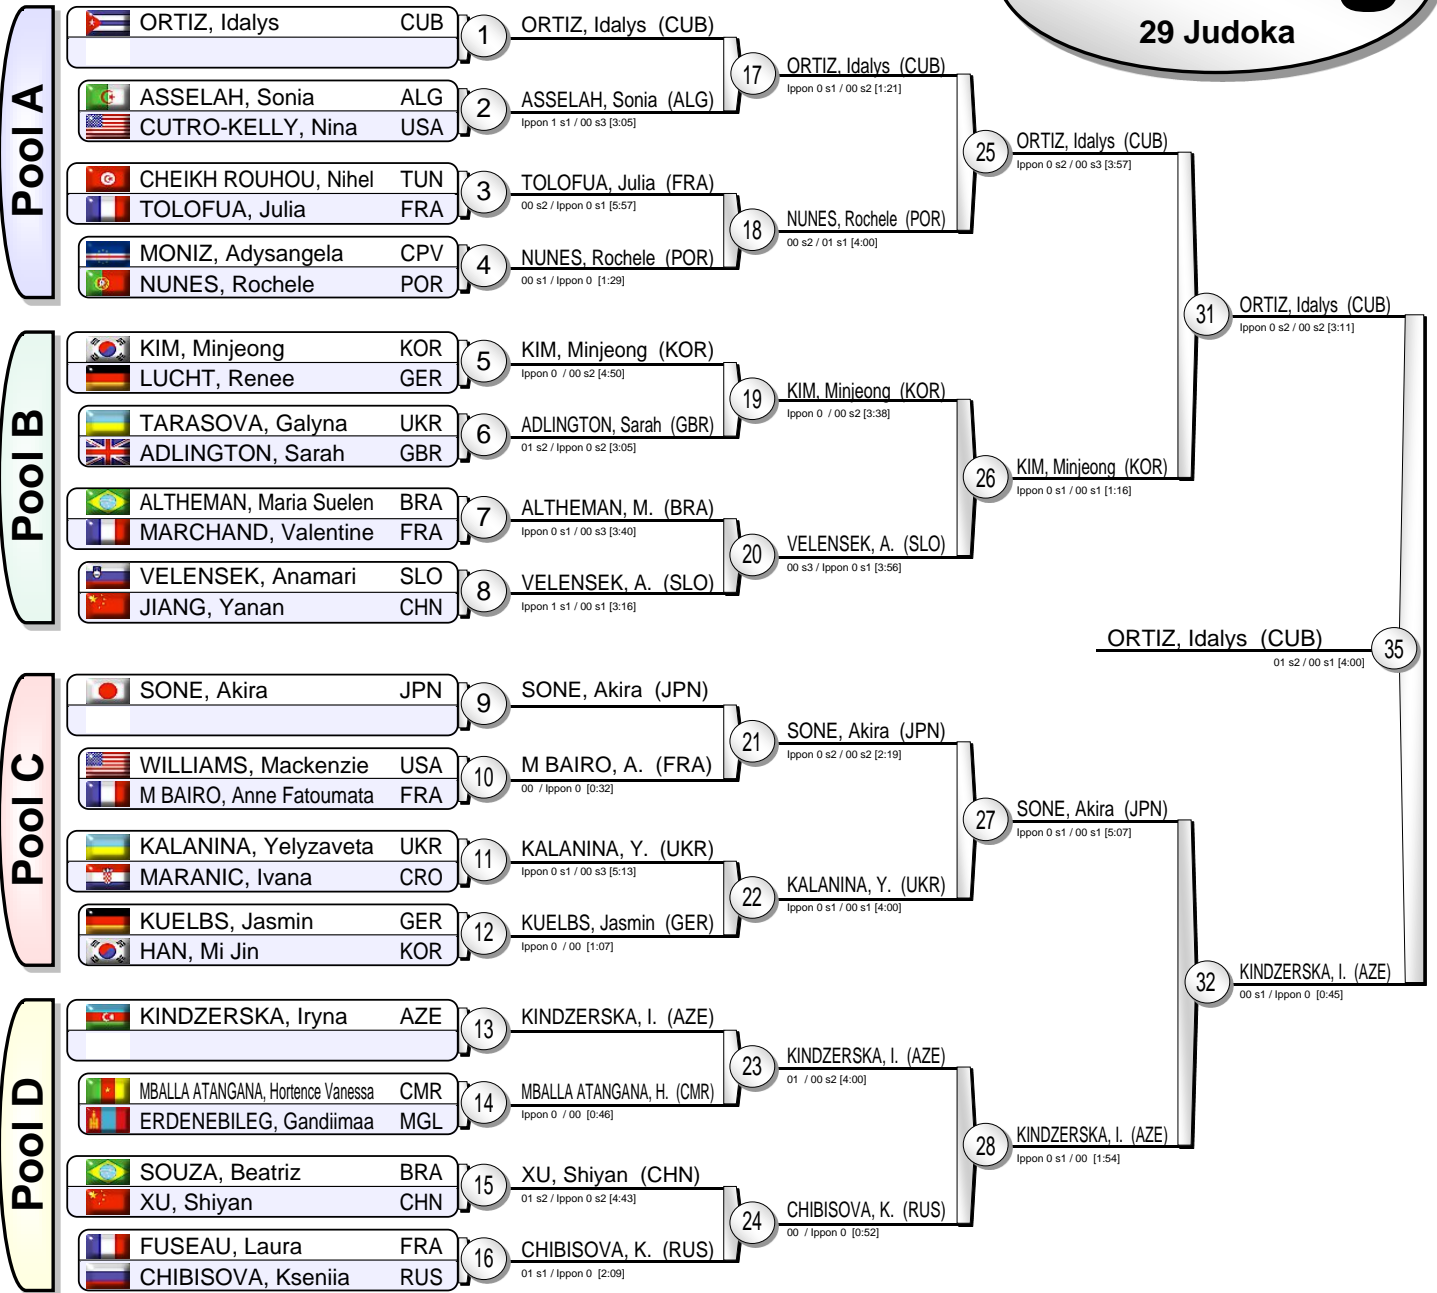 29 Judoka
Pool A
ORTIZ, Idalys CUB
ASSELAH, Sonia ALG
CUTRO-KELLY, Nina USA
CHEIKH ROUHOU, Nihel TUN
TOLOFUA, Julia FRA
MONIZ, Adysangela CPV
NUNES, Rochele POR
Pool B
KIM, Minjeong KOR
LUCHT, Renee GER
TARASOVA, Galyna UKR
ADLINGTON, Sarah GBR
ALTHEMAN, Maria Suelen BRA
MARCHAND, Valentine FRA
VELENSEK, Anamari SLO
JIANG, Yanan CHN
Pool C
SONE, Akira JPN
WILLIAMS, Mackenzie USA
M BAIRO, Anne Fatoumata FRA
KALANINA, Yelyzaveta UKR
MARANIC, Ivana CRO
KUELBS, Jasmin GER
HAN, Mi Jin KOR
Pool D
KINDZERSKA, Iryna AZE
MBALLA ATANGANA, Hortence Vanessa CMR
ERDENEBILEG, Gandiimaa MGL
SOUZA, Beatriz BRA
XU, Shiyan CHN
FUSEAU, Laura FRA
CHIBISOVA, Kseniia RUS
1 ORTIZ, Idalys (CUB)
2 ASSELAH, Sonia (ALG)
Ippon 1 s1 / 00 s3 [3:05]
3 TOLOFUA, Julia (FRA)
00 s2 / Ippon 0 s1 [5:57]
4 NUNES, Rochele (POR)
00 s1 / Ippon 0 [1:29]
5 KIM, Minjeong (KOR)
Ippon 0 / 00 s2 [4:50]
6 ADLINGTON, Sarah (GBR)
01 s2 / Ippon 0 s2 [3:05]
7 ALTHEMAN, M. (BRA)
Ippon 0 s1 / 00 s3 [3:40]
8 VELENSEK, A. (SLO)
Ippon 1 s1 / 00 s1 [3:16]
9 SONE, Akira (JPN)
10 M BAIRO, A. (FRA)
00 / Ippon 0 [0:32]
11 KALANINA, Y. (UKR)
Ippon 0 s1 / 00 s3 [5:13]
12 KUELBS, Jasmin (GER)
Ippon 0 / 00 [1:07]
13 KINDZERSKA, I. (AZE)
14 MBALLA ATANGANA, H. (CMR)
Ippon 0 / 00 [0:46]
15 XU, Shiyan (CHN)
01 s2 / Ippon 0 s2 [4:43]
16 CHIBISOVA, K. (RUS)
01 s1 / Ippon 0 [2:09]
17 ORTIZ, Idalys (CUB)
Ippon 0 s1 / 00 s2 [1:21]
18 NUNES, Rochele (POR)
00 s2 / 01 s1 [4:00]
19 KIM, Minjeong (KOR)
Ippon 0 / 00 s2 [3:38]
20 VELENSEK, A. (SLO)
00 s3 / Ippon 0 s1 [3:56]
21 SONE, Akira (JPN)
Ippon 0 s2 / 00 s2 [2:19]
22 KALANINA, Y. (UKR)
Ippon 0 s1 / 00 s1 [4:00]
23 KINDZERSKA, I. (AZE)
01 / 00 s2 [4:00]
24 CHIBISOVA, K. (RUS)
00 / Ippon 0 [0:52]
25 ORTIZ, Idalys (CUB)
Ippon 0 s2 / 00 s3 [3:57]
26 KIM, Minjeong (KOR)
Ippon 0 s1 / 00 s1 [1:16]
27 SONE, Akira (JPN)
Ippon 0 s1 / 00 s1 [5:07]
28 KINDZERSKA, I. (AZE)
Ippon 0 s1 / 00 [1:54]
31 ORTIZ, Idalys (CUB)
Ippon 0 s2 / 00 s2 [3:11]
32 KINDZERSKA, I. (AZE)
00 s1 / Ippon 0 [0:45]
ORTIZ, Idalys (CUB) 35
01 s2 / 00 s1 [4:00]